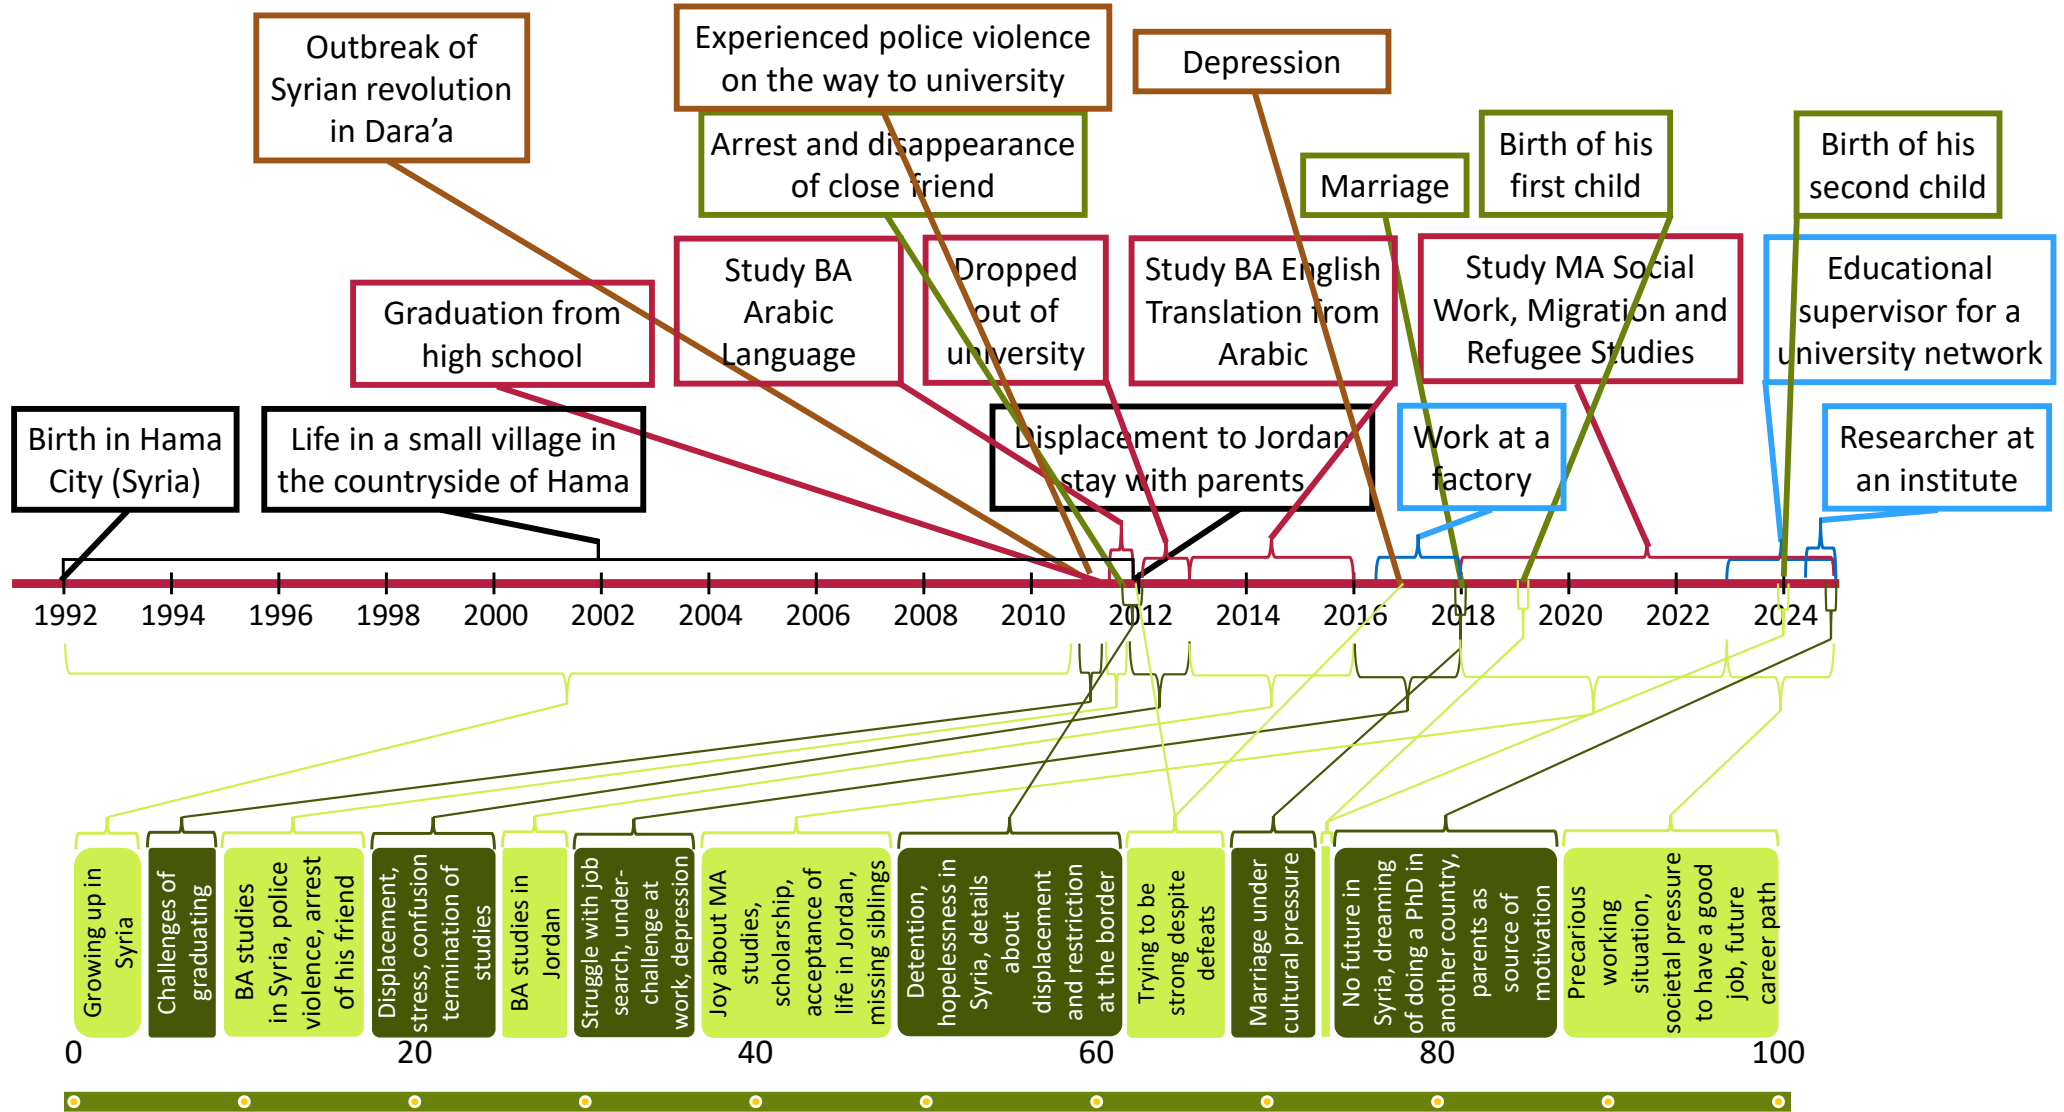 Outbreak of
Syrian revolution
in Dara’a
Experienced police violence
on the way to university
Depression
Arrest and disappearance
of close friend
Marriage
Birth of his
first child
Birth of his
second child
Graduation from
high school
Study BA
Arabic
Language
Dropped
out of
university
Study BA English
Translation from
Arabic
Study MA Social
Work, Migration and
Refugee Studies
Educational
supervisor for a
university network
Birth in Hama
City (Syria)
Life in a small village in
the countryside of Hama
Displacement to Jordan
stay with parents
Work at a
factory
Researcher at
an institute
1992 1994 1996 1998 2000 2002 2004 2006 2008 2010 2012 2014 2016 2018 2020 2022 2024
Growing up in
Syria
Challenges of
graduating
BA studies
in Syria, police
violence, arrest
of his friend
Displacement,
stress, confusion
termination of
studies
BA studies in
Jordan
Struggle with job
search, under-
challenge at
work, depression
Joy about MA
studies,
scholarship,
acceptance of
life in Jordan,
missing siblings
Detention,
hopelessness in
Syria, details
about
displacement
and restriction
at the border
Trying to be
strong despite
defeats
Marriage under
cultural pressure
No future in
Syria, dreaming
of doing a PhD in
another country,
parents as
source of
motivation
Precarious
working
situation,
societal pressure
to have a good
job, future
career path
0 20 40 60 80 100